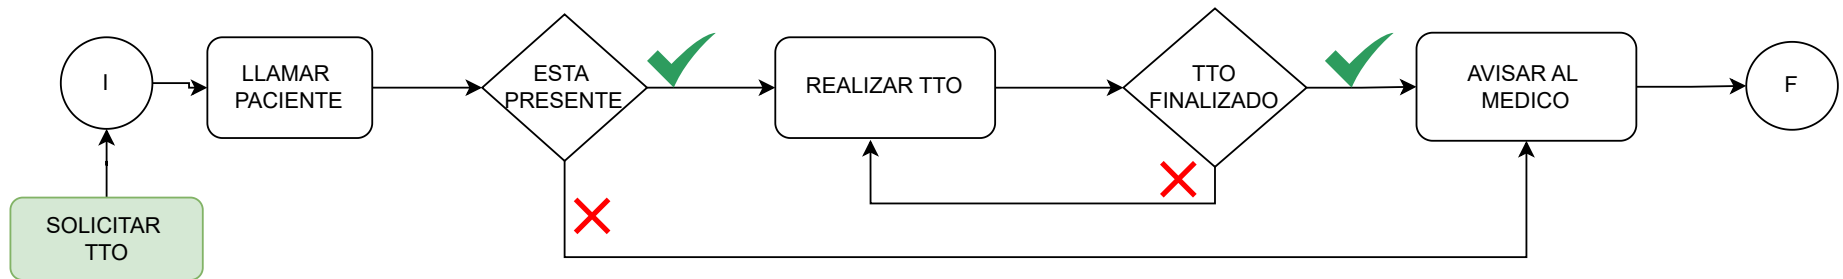 I
LLAMAR
PACIENTE
ESTA
PRESENTE
REALIZAR TTO
TTO
FINALIZADO
AVISAR AL
MEDICO
F
SOLICITAR
TTO